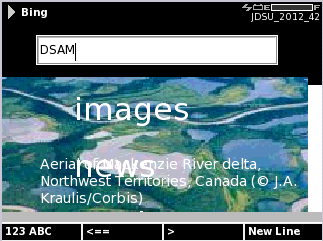 Bing
JDSU_2012_42
DSAM
images
news
Aerial of Mackenzie River delta,
Northwest Territories, Canada (© J.A.
Kraulis/Corbis)
123 ABC
<==
>
New Line